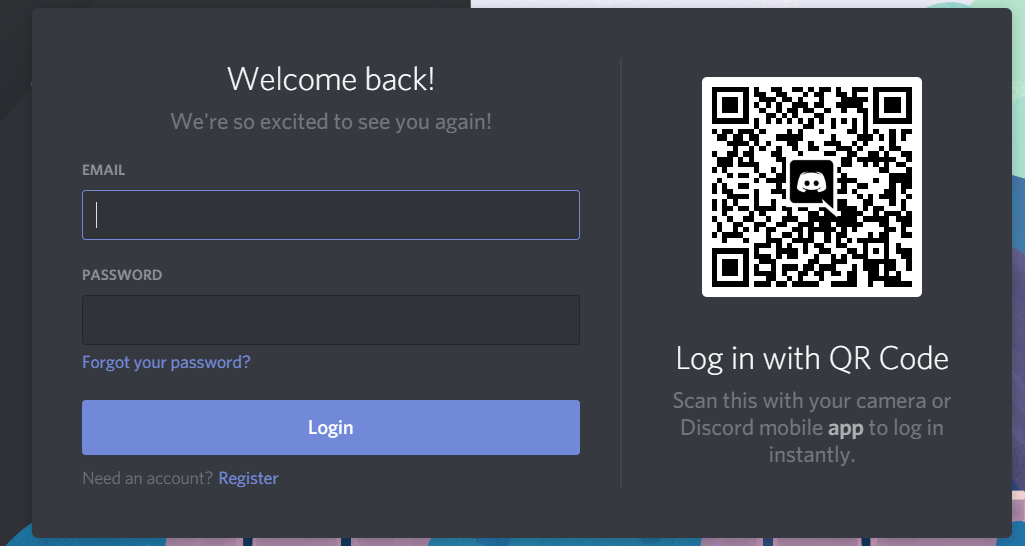 Welcome back!
We're so excited to see you again!
EMAIL
PASSWORD
Forgot your password?
Login
Need an account? Register
Log in with QR Code
Scan this with your camera or
Discord mobile app to log in
instantly.